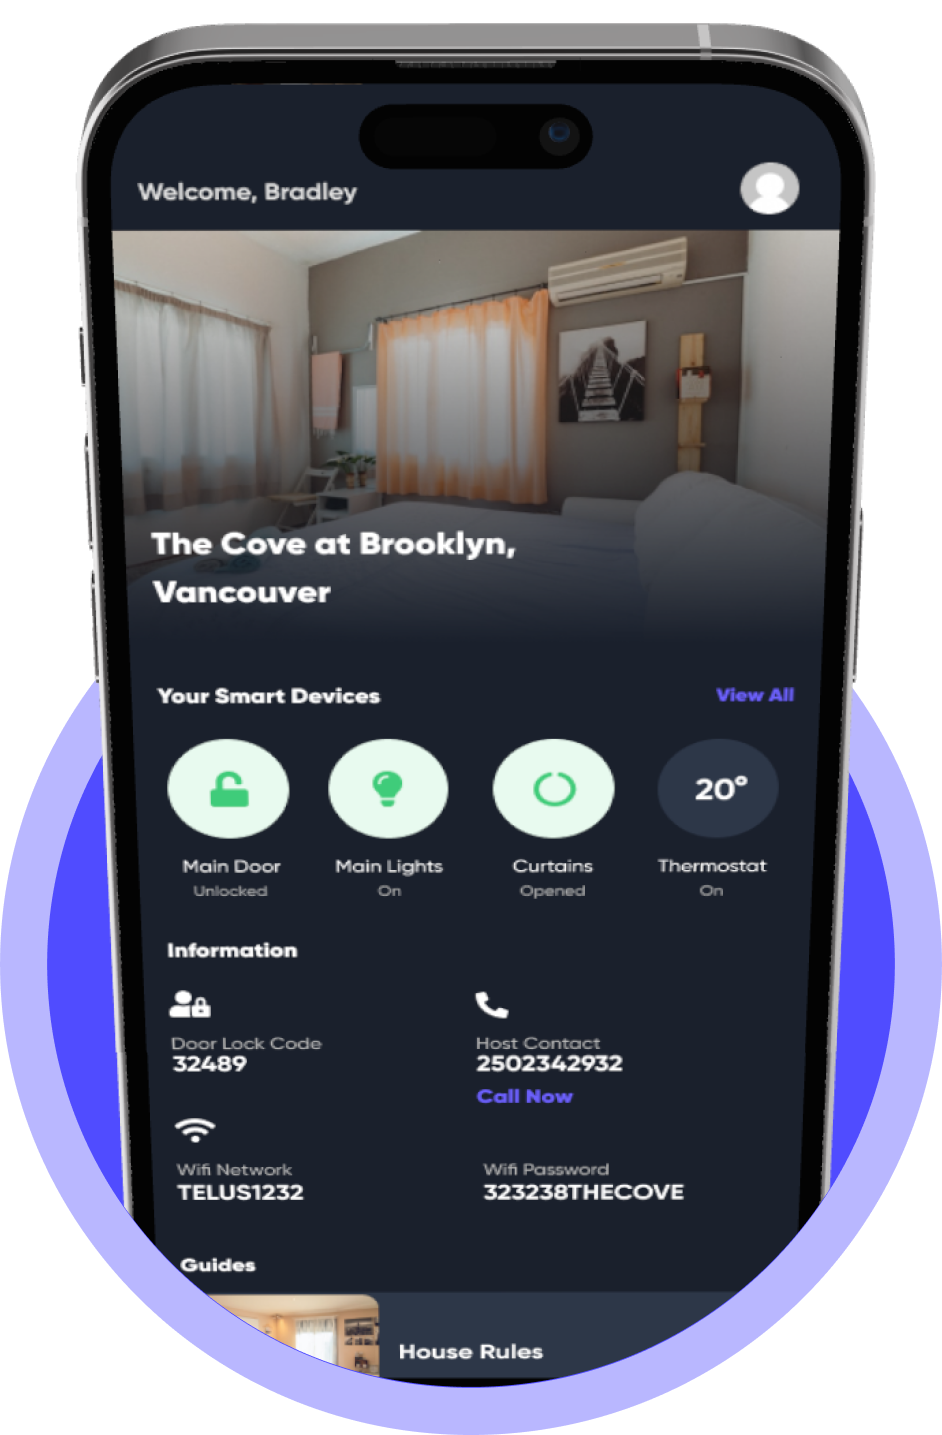 Welcome, Bradley
The Cove at Brooklyn,
Vancouver
Your Smart Devices
View All
20°
Main Door
Main Lights
Curtains
Thermostat
Unlocked
On
Opened
On
Information
Door Lock Code
Host Contact
32489
2502342932
Call Now
Wifi Network
Wifi Password
TELUS1232
323238THECOVE
Guides
House Rules